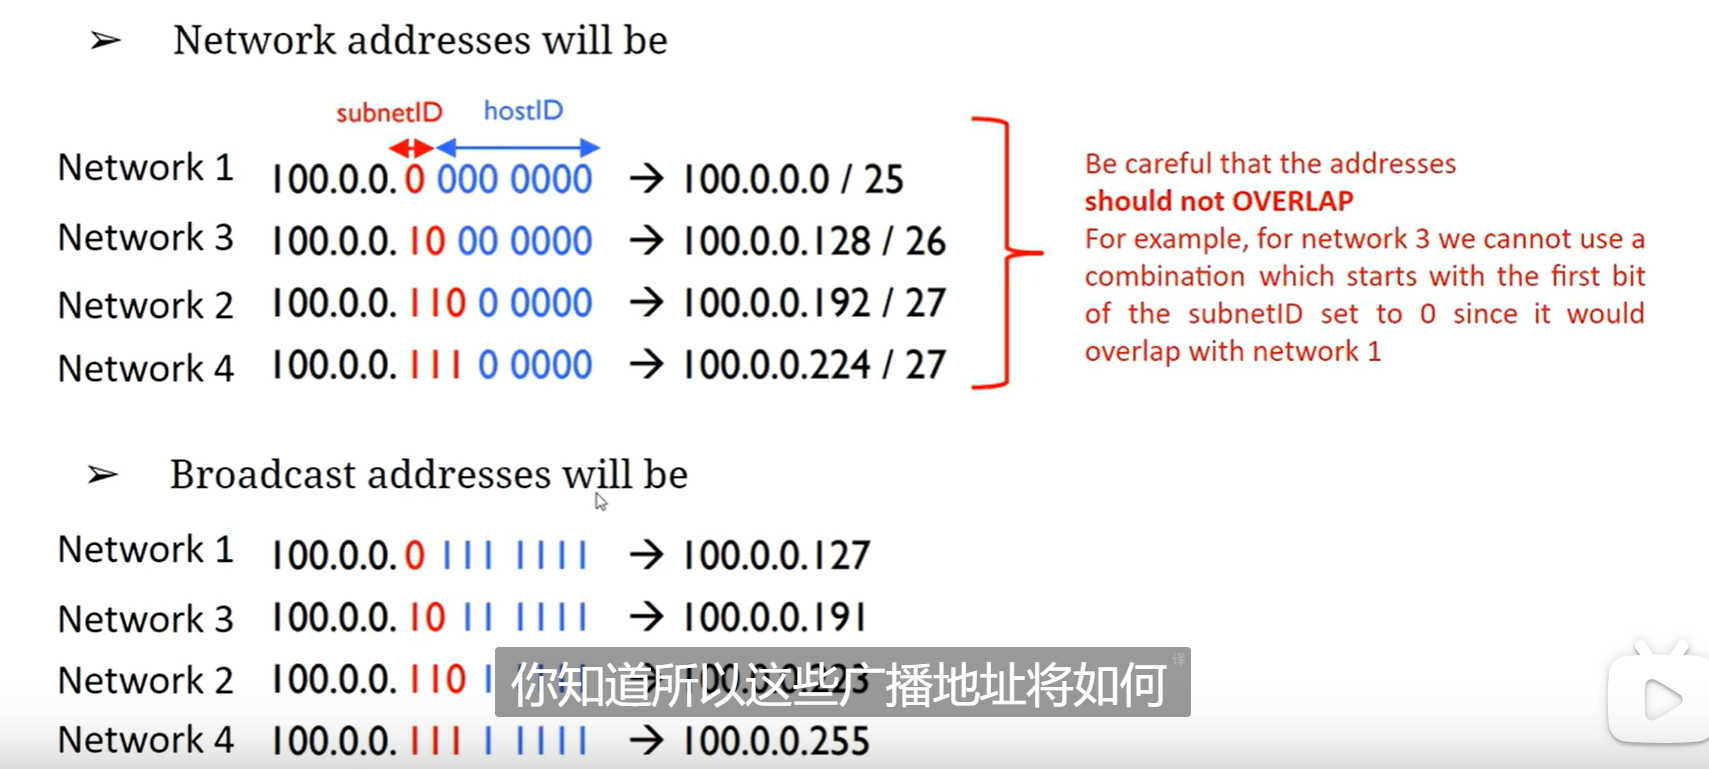 ➢ Network addresses will be
subnetID hostID
Network 1 100.0.0.0 000 0000 → 100.0.0.0 / 25
Network 3 100.0.0.10 00 0000 → 100.0.0.128 / 26
Network 2 100.0.0.110 0 0000 → 100.0.0.192 / 27
Network 4 100.0.0.111 0 0000 → 100.0.0.224 / 27
Be careful that the addresses
should not OVERLAP
For example, for network 3 we cannot use a
combination which starts with the first bit
of the subnetID set to 0 since it would
overlap with network 1
➢ Broadcast addresses will be
Network 1 100.0.0.0 111 1111 → 100.0.0.127
Network 3 100.0.0.10 11 1111 → 100.0.0.191
Network 2 100.0.0.110 1 1111 → 100.0.0.223
你知道所以这些广播地址将如何
译
Network 4 100.0.0.111 1 1111 → 100.0.0.255